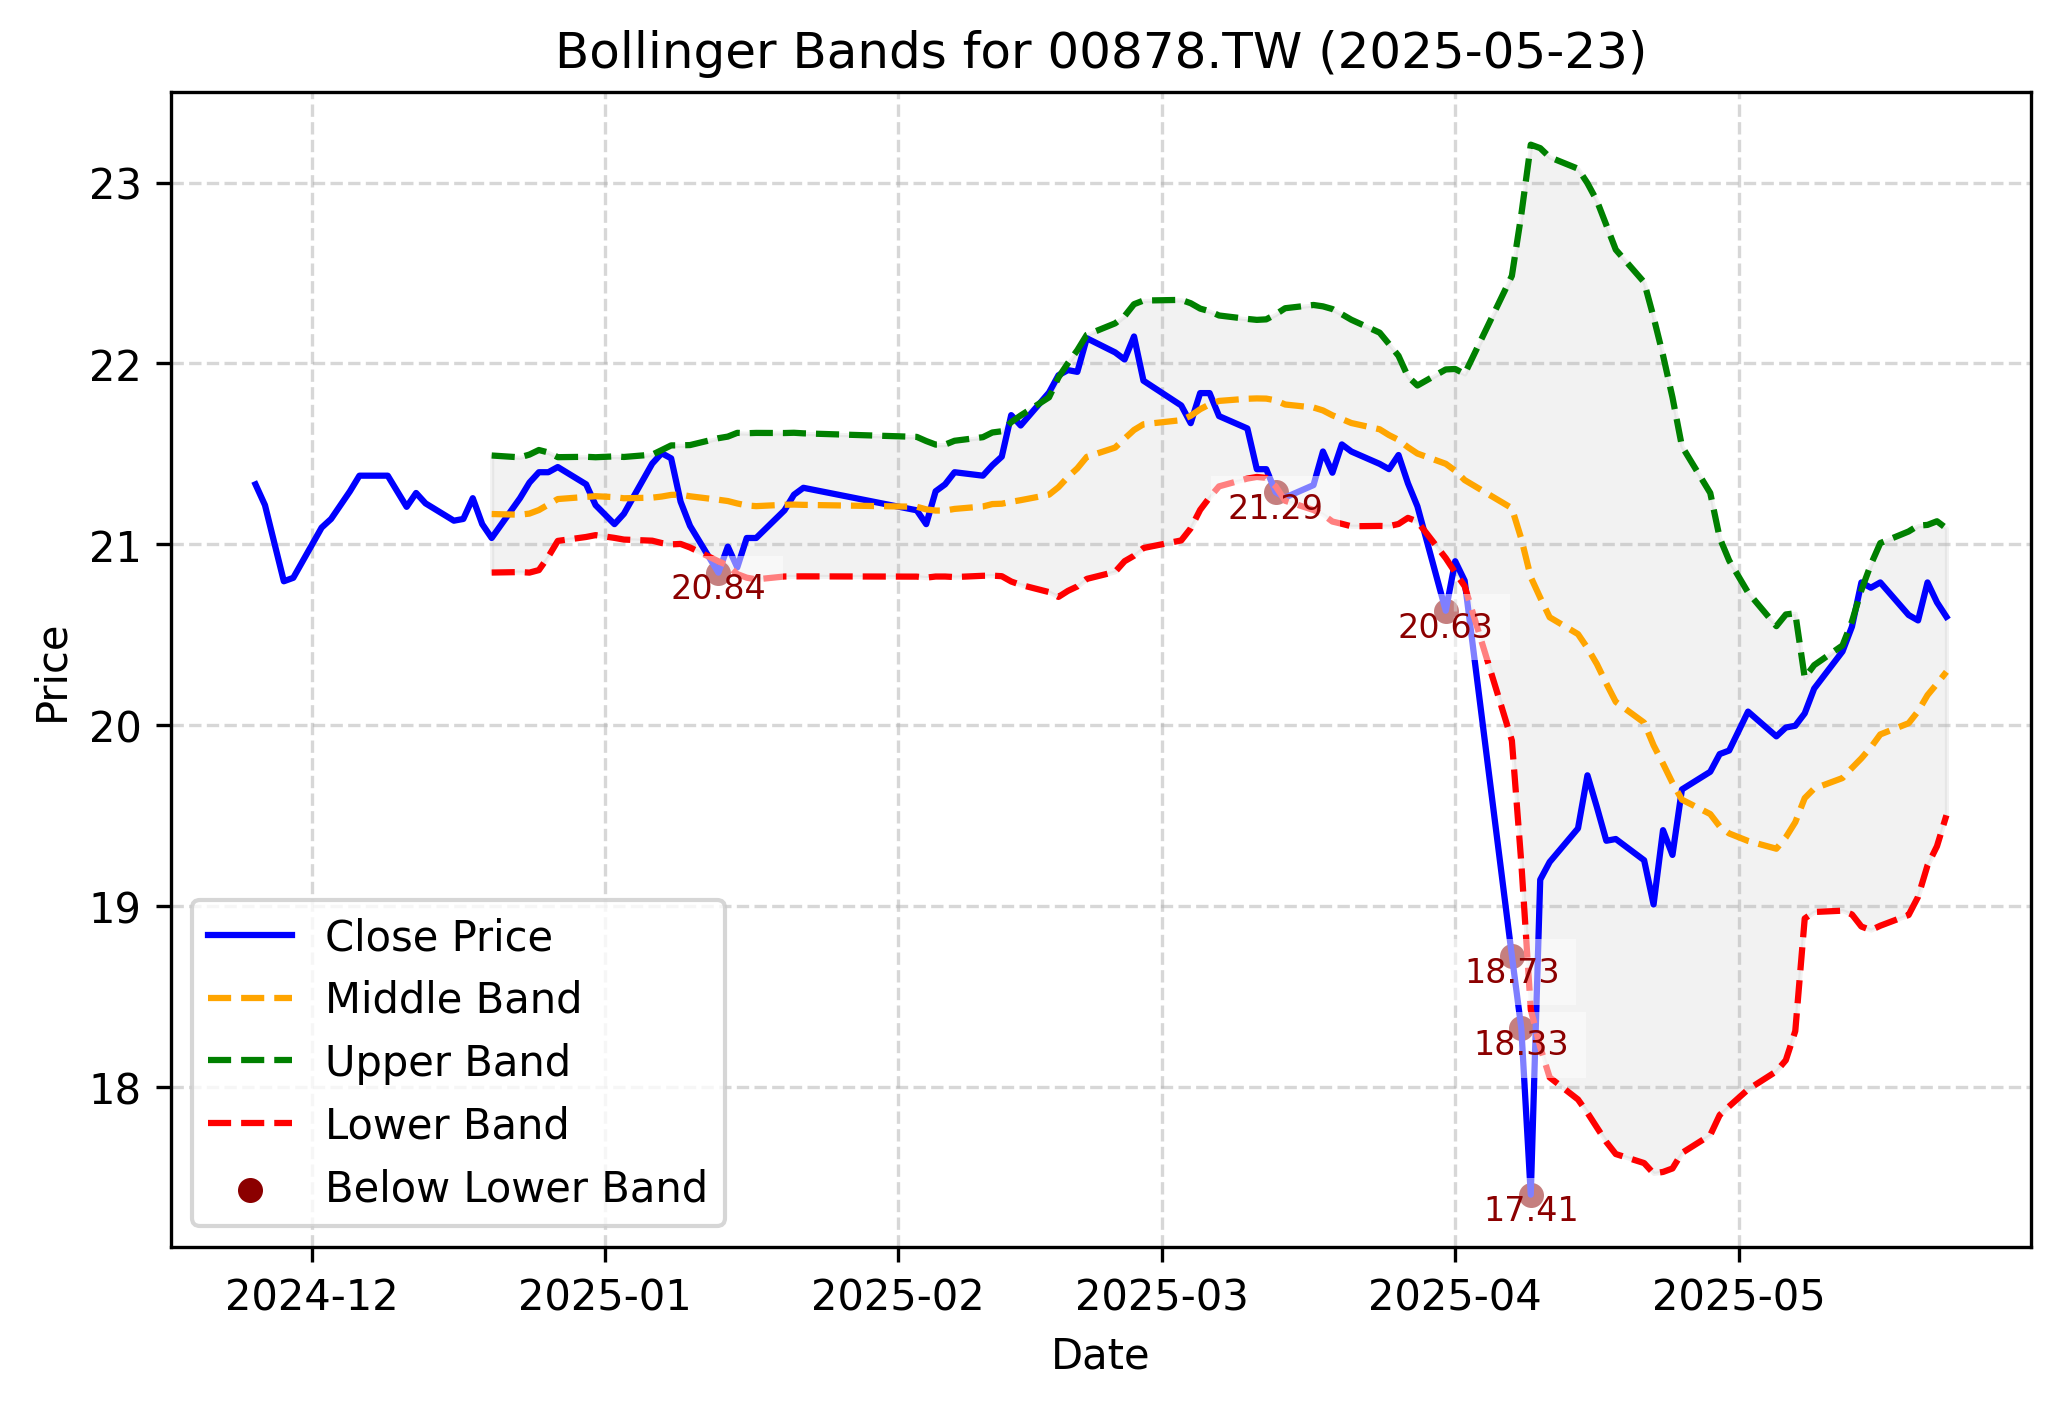 Bollinger Bands for 00878.TW (2025-05-23)
Price
23
22
21
20
19
18
20.84
21.29
20.63
18.73
18.33
17.41
Close Price
Middle Band
Upper Band
Lower Band
Below Lower Band
2024-12 2025-01 2025-02 2025-03 2025-04 2025-05
Date